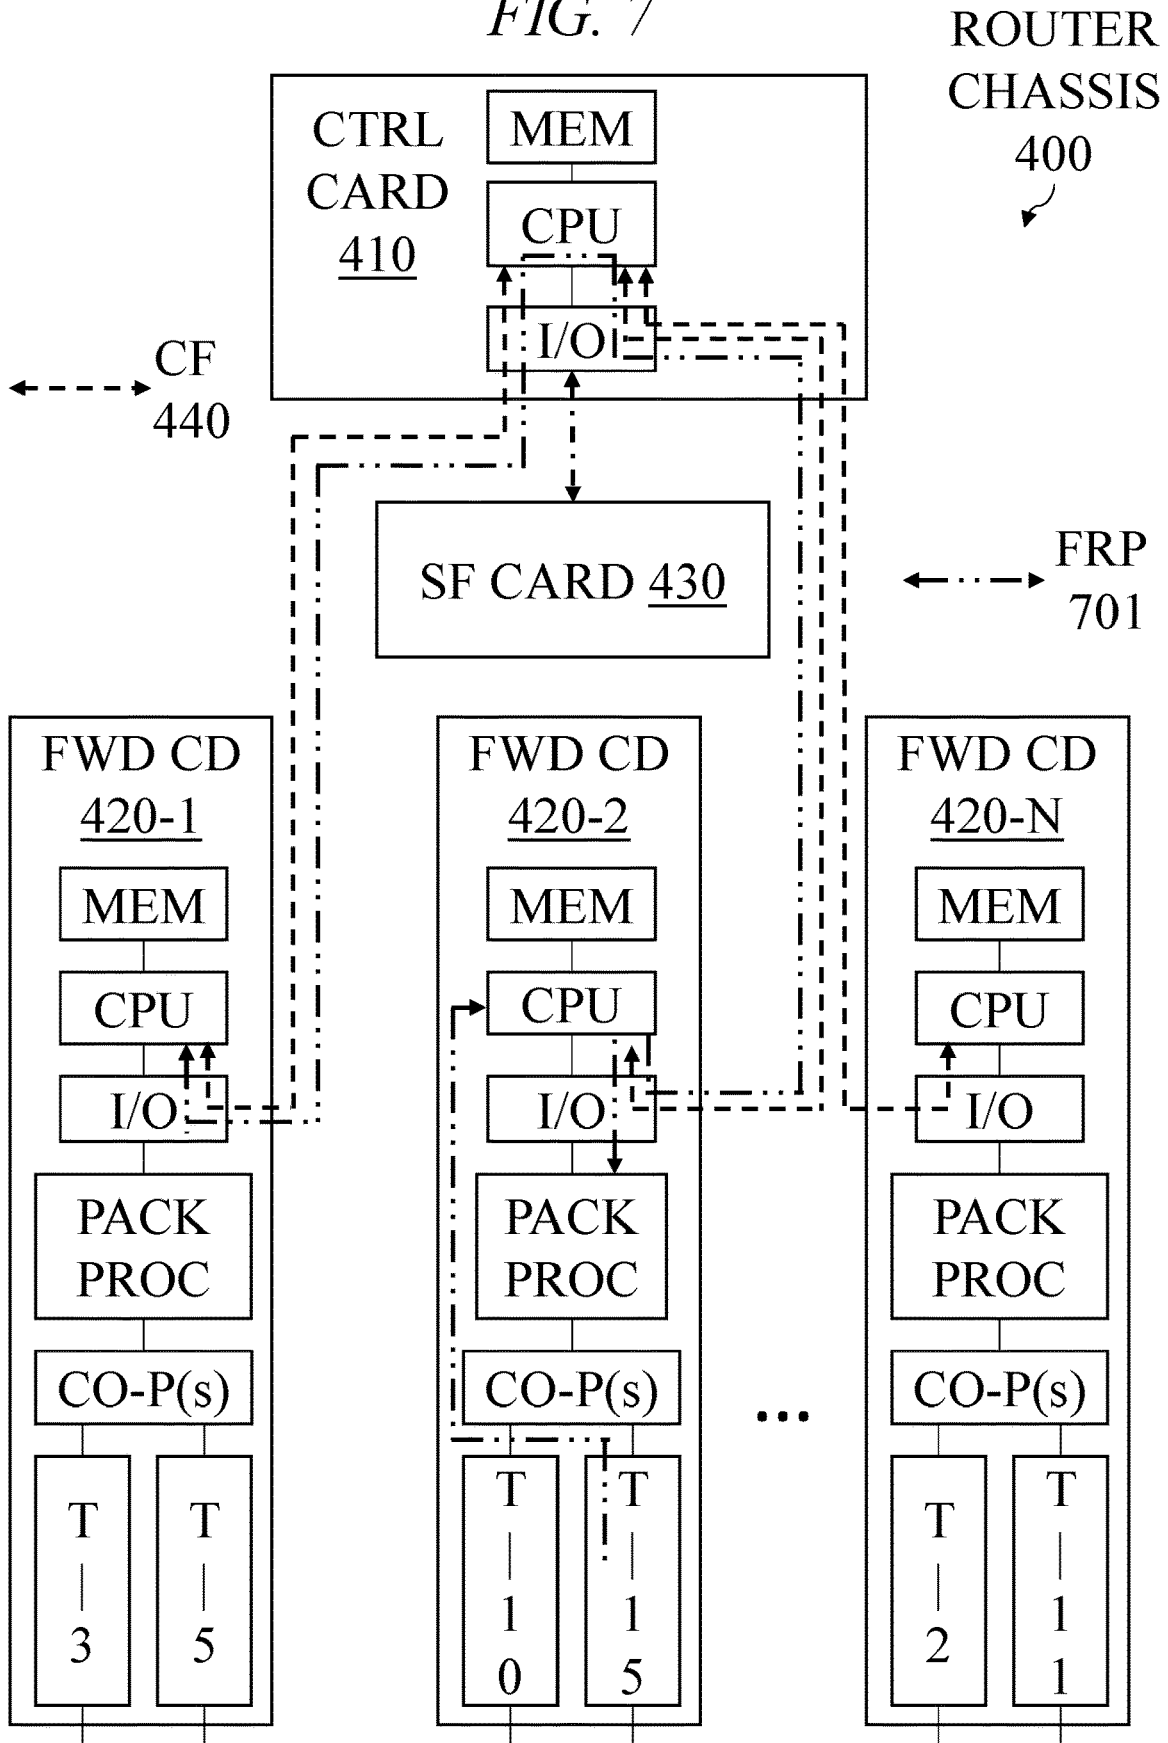 FIG. 7
ROUTER
CHASSIS
400
CTRL
CARD
410
MEM
CPU
I/O
CF
440
SF CARD 430
FRP
701
FWD CD
420-1
MEM
CPU
I/O
PACK
PROC
CO-P(s)
T
3
T
5
FWD CD
420-2
MEM
CPU
I/O
PACK
PROC
CO-P(s)
T
1
0
T
1
5
...
FWD CD
420-N
MEM
CPU
I/O
PACK
PROC
CO-P(s)
T
2
T
1
1